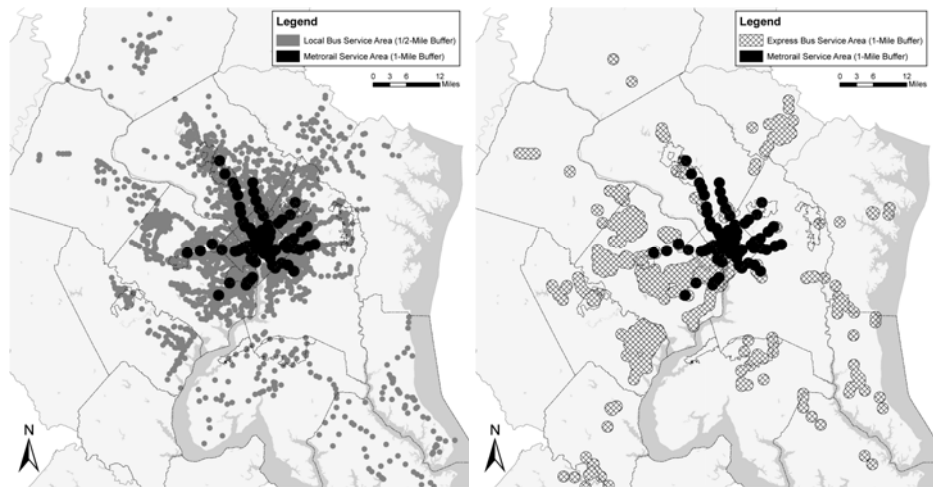 Legend
Local Bus Service Area (1/2-Mile Buffer)
Metrorail Service Area (1-Mile Buffer)
0 3 6 12
Miles
N
Legend
Express Bus Service Area (1-Mile Buffer)
Metrorail Service Area (1-Mile Buffer)
0 3 6 12
Miles
N